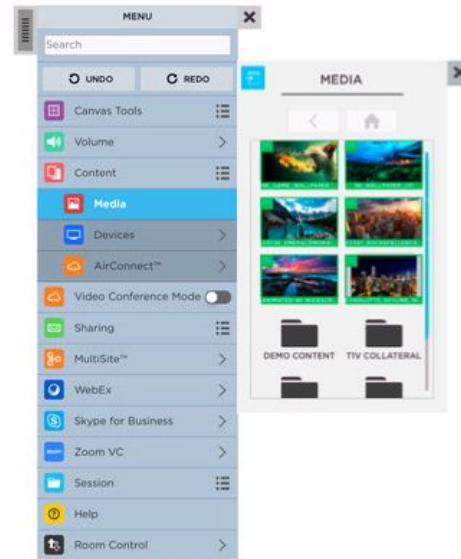 MENU
Search
UNDO
REDO
Canvas Tools
Volume
Content
Media
Devices
AirConnect™
Video Conference Mode
Sharing
MultiSite™
WebEx
Skype for Business
Zoom VC
Session
Help
Room Control
MEDIA
DEMO CONTENT
T1V COLLATERAL